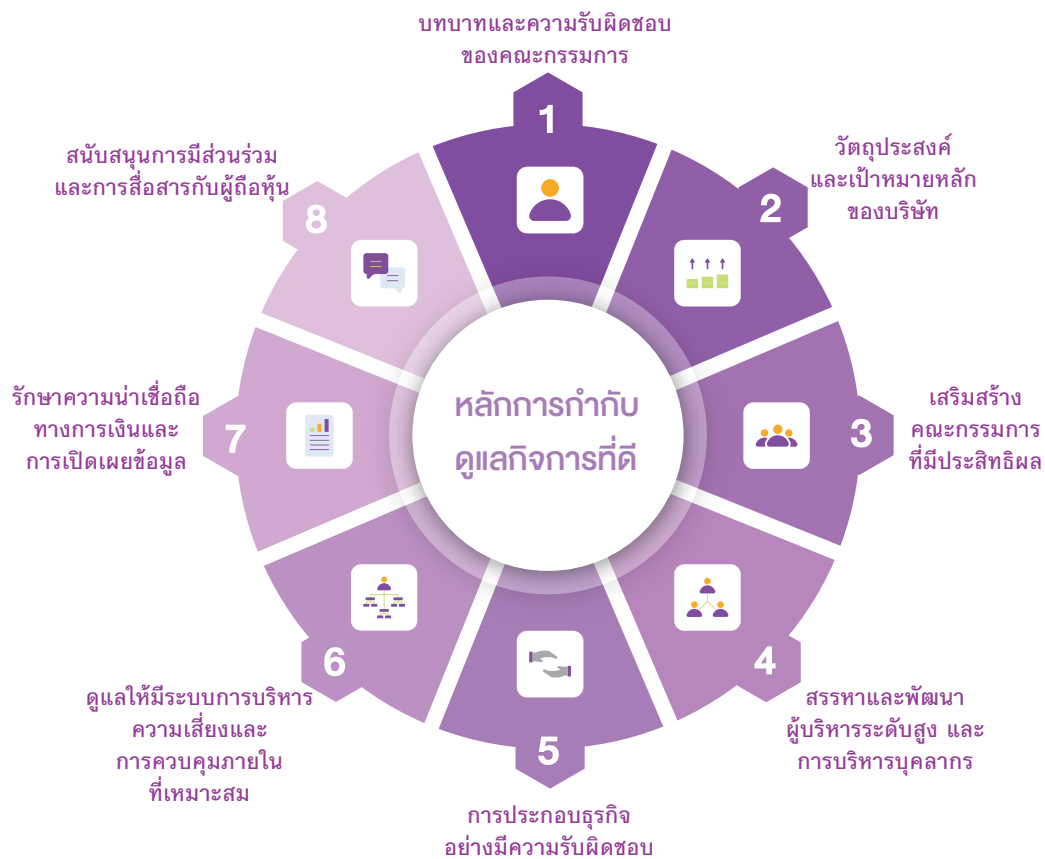 บทบาทและความรับผิดชอบ
ของคณะกรรมการ
1
วัตถุประสงค์
และเป้าหมายหลัก
ของบริษัท
2
เสริมสร้าง
คณะกรรมการ
ที่มีประสิทธิผล
3
สรรหาและพัฒนา
ผู้บริหารระดับสูง และ
การบริหารบุคลากร
4
การประกอบธุรกิจ
อย่างมีความรับผิดชอบ
5
ดูแลให้มีระบบการบริหาร
ความเสี่ยงและ
การควบคุมภายใน
ที่เหมาะสม
6
รักษาความน่าเชื่อถือ
ทางการเงินและ
การเปิดเผยข้อมูล
7
สนับสนุนการมีส่วนร่วม
และการสื่อสารกับผู้ถือหุ้น
8
หลักการกำกับ
ดูแลกิจการที่ดี